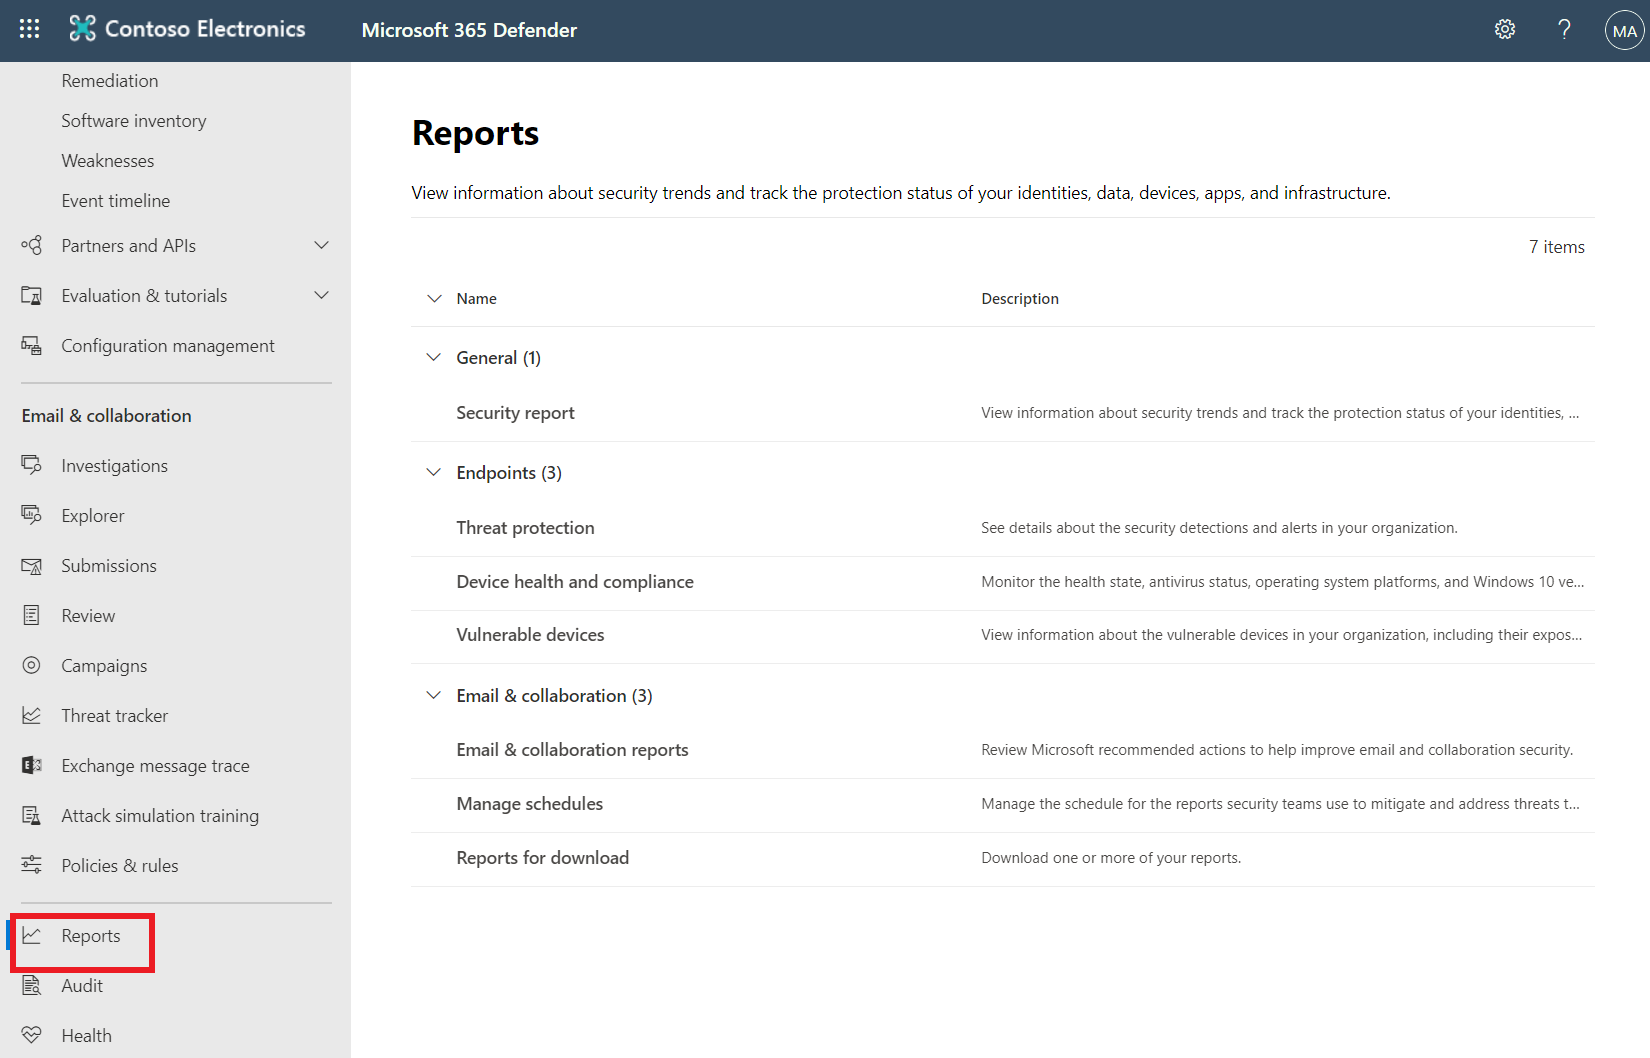 Contoso Electronics
Microsoft 365 Defender
?
MA
Remediation
Software inventory
Weaknesses
Event timeline
Partners and APIs
Evaluation & tutorials
Configuration management
Email & collaboration
Investigations
Explorer
Submissions
Review
Campaigns
Threat tracker
Exchange message trace
Attack simulation training
Policies & rules
Reports
Audit
Health
Reports
View information about security trends and track the protection status of your identities, data, devices, apps, and infrastructure.
7 items
Name Description
General (1)
Security report View information about security trends and track the protection status of your identities, ...
Endpoints (3)
Threat protection See details about the security detections and alerts in your organization.
Device health and compliance Monitor the health state, antivirus status, operating system platforms, and Windows 10 ve...
Vulnerable devices View information about the vulnerable devices in your organization, including their expos...
Email & collaboration (3)
Email & collaboration reports Review Microsoft recommended actions to help improve email and collaboration security.
Manage schedules Manage the schedule for the reports security teams use to mitigate and address threats t...
Reports for download Download one or more of your reports.